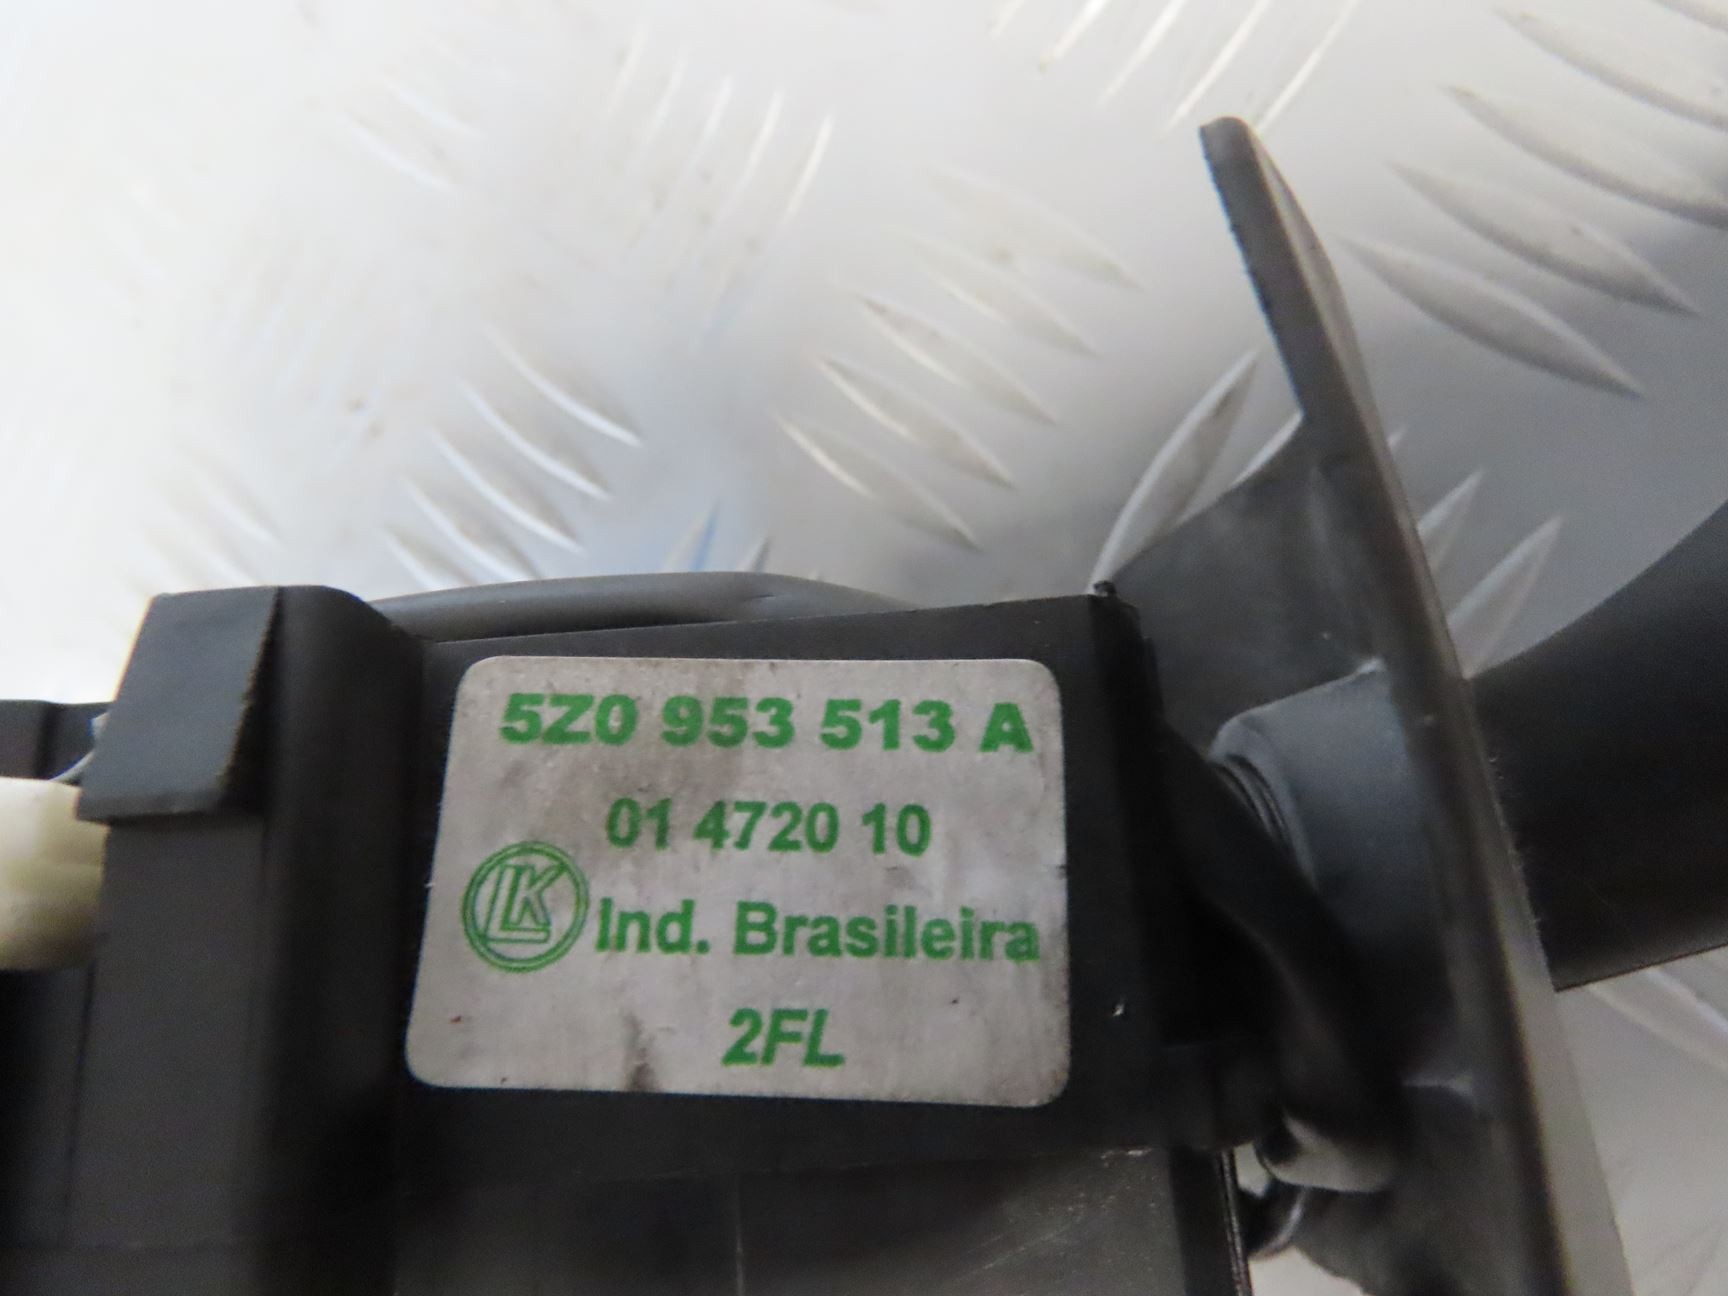 5Z0 953 513 A
01 4720 10
LK Ind. Brasileira
2FL